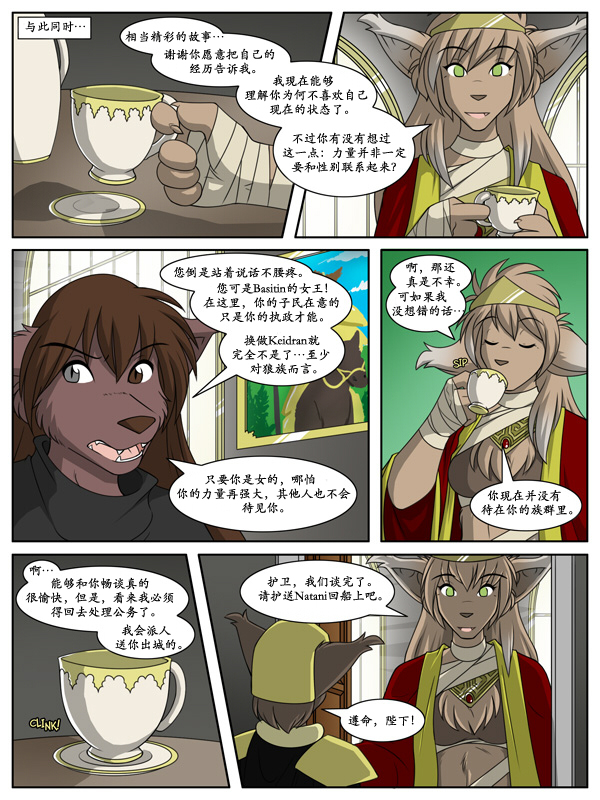 与此同时…
相当精彩的故事…
谢谢你愿意把自己的
经历告诉我。
我现在能够
理解你为何不喜欢自己
现在的状态了。
不过你有没有想过
这一点：力量并非一定
要和性别联系起来？
您倒是站着说话不腰疼。
您可是Basitin的女王！
在这里，你的子民在意的
只是你的执政才能。
换做Keidran就
完全不是了…至少
对狼族而言。
只要你是女的，哪怕
你的力量再强大，其他人也不会
待见你。
啊，那还
真是不幸。
可如果我
没想错的话…
SIP
你现在并没有
待在你的族群里。
啊…
能够和你畅谈真的
很愉快，但是，看来我必须
得回去处理公务了。
我会派人
送你出城的。
CLINK!
护卫，我们谈完了。
请护送Natani回船上吧。
遵命，陛下！